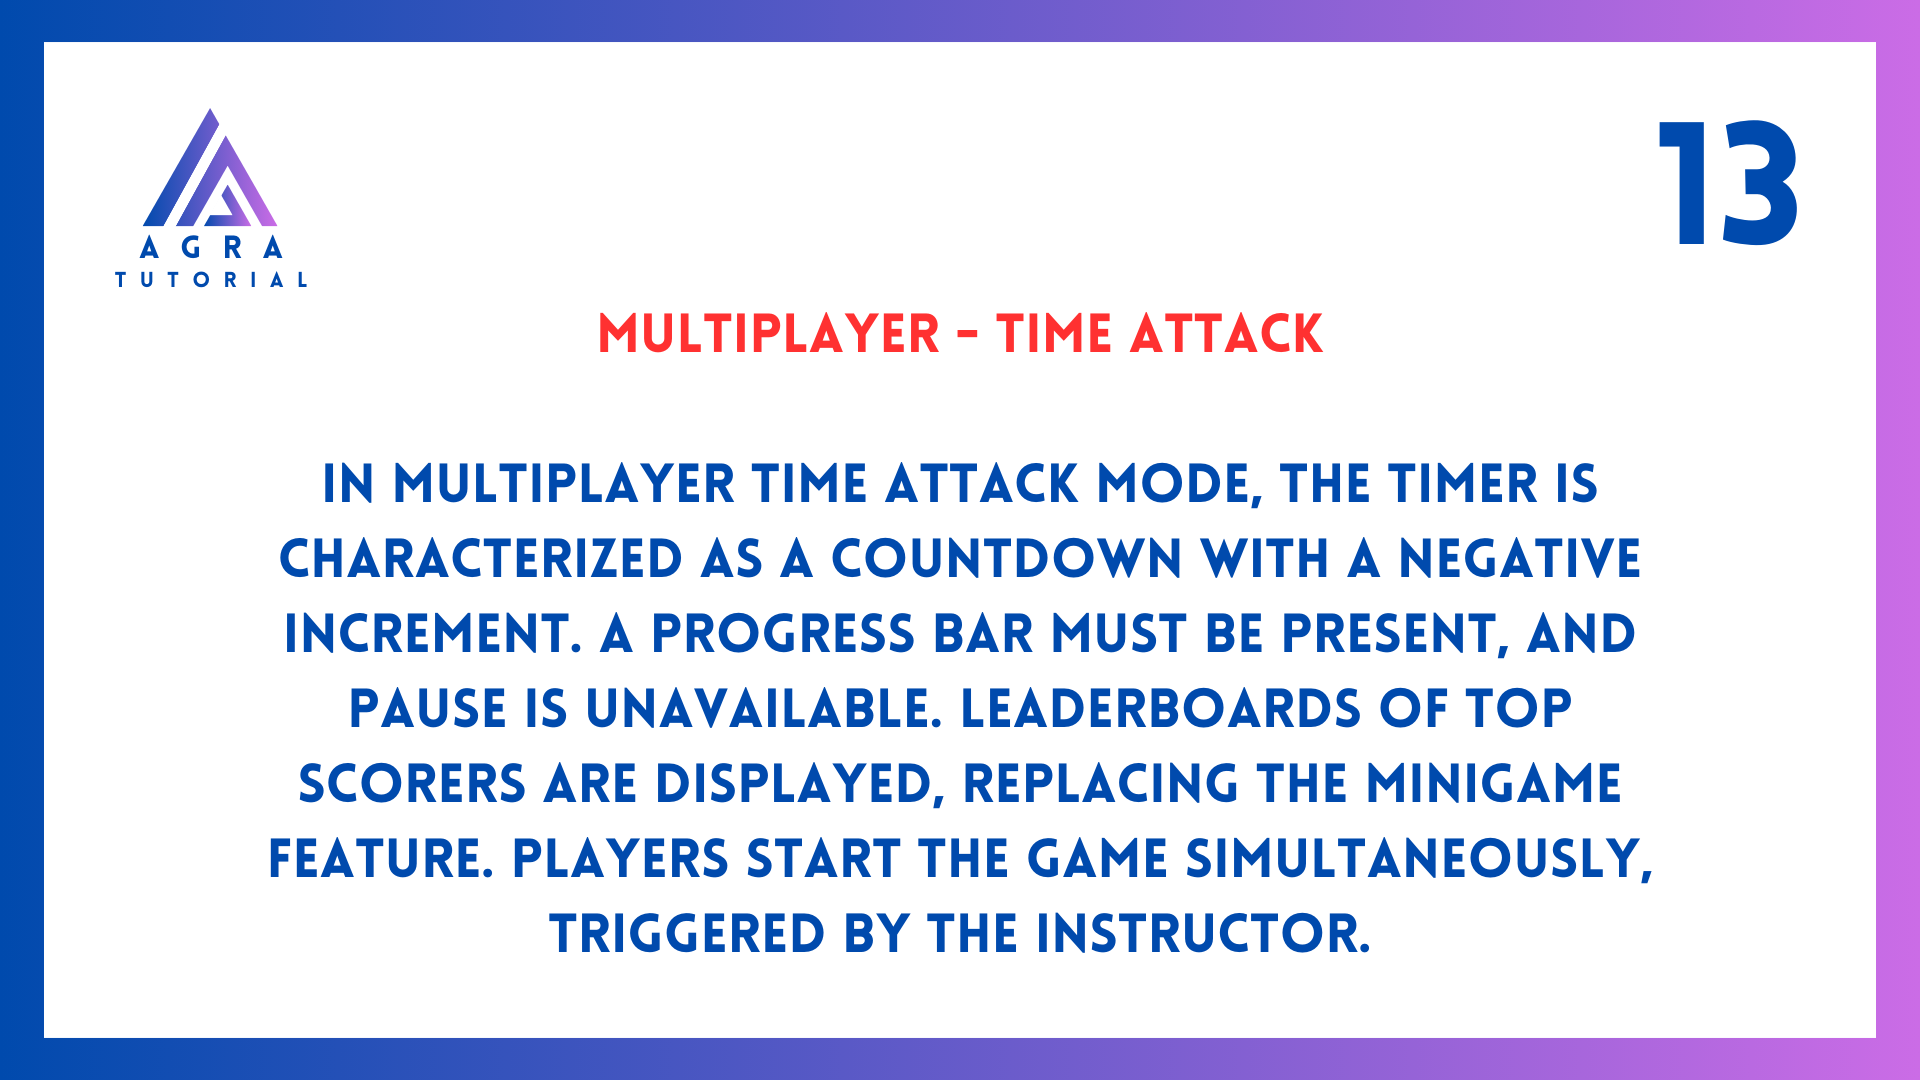 AGRA
TUTORIAL
13
MULTIPLAYER - TIME ATTACK
IN MULTIPLAYER TIME ATTACK MODE, THE TIMER IS
CHARACTERIZED AS A COUNTDOWN WITH A NEGATIVE
INCREMENT. A PROGRESS BAR MUST BE PRESENT, AND
PAUSE IS UNAVAILABLE. LEADERBOARDS OF TOP
SCORERS ARE DISPLAYED, REPLACING THE MINIGAME
FEATURE. PLAYERS START THE GAME SIMULTANEOUSLY,
TRIGGERED BY THE INSTRUCTOR.